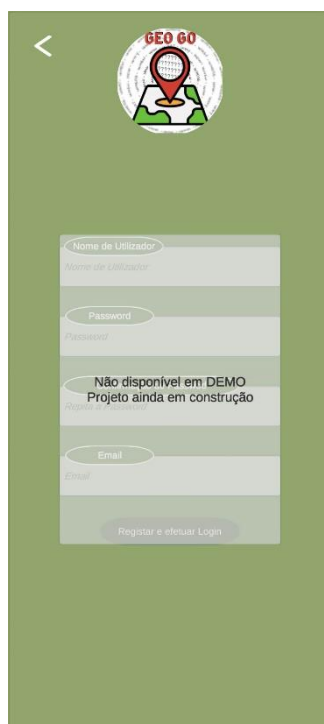 GEO GO
Nome de Utilizador
Nome de Utilizador
Password
Password
Não disponível em DEMO
Projeto ainda em construção
Repita a Password
Email
Email
Registar e efetuar Login